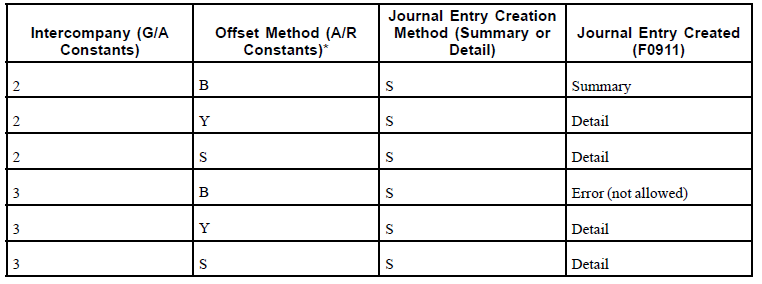 Intercompany (G/A Constants) Offset Method (A/R Constants)* Journal Entry Creation Method (Summary or Detail) Journal Entry Created (F0911)
2 B S Summary
2 Y S Detail
2 S S Detail
3 B S Error (not allowed)
3 Y S Detail
3 S S Detail